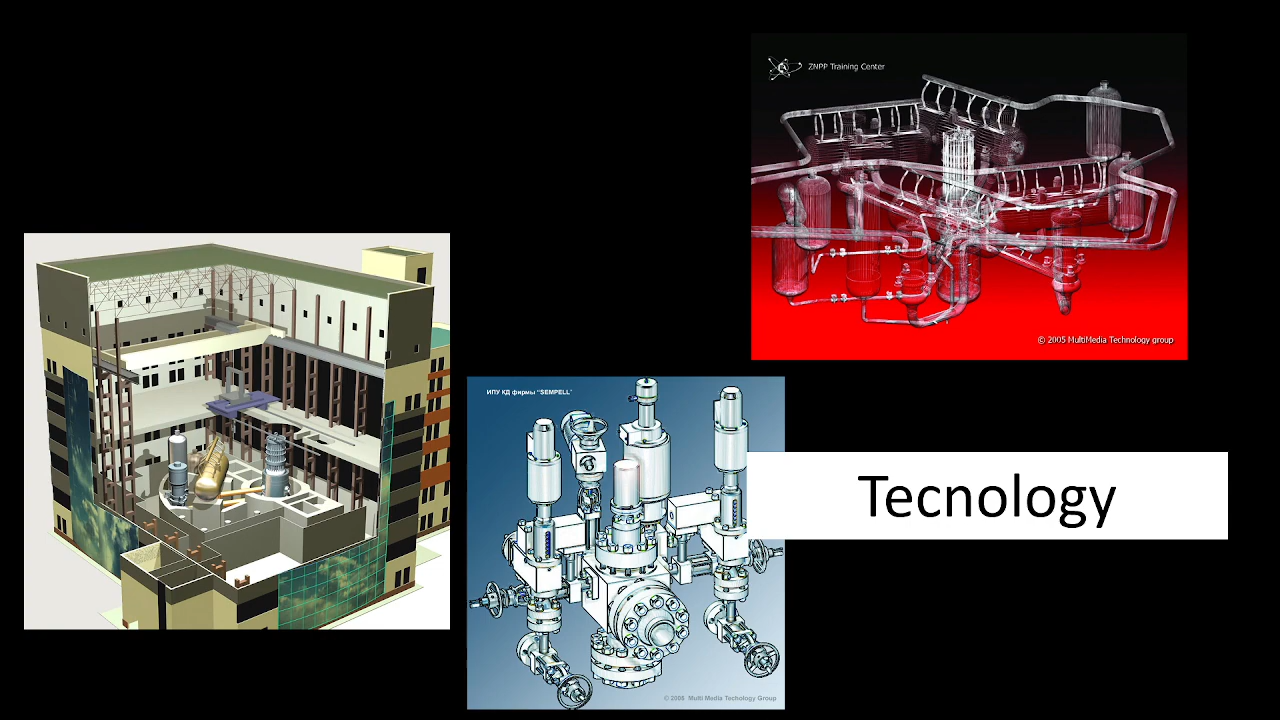 ZNPP Training Center
© 2005 MultiMedia Technology group
ИПУ КД фирмы "SEMPELL"
Tecnology
© 2008 Multi Media Techology Group